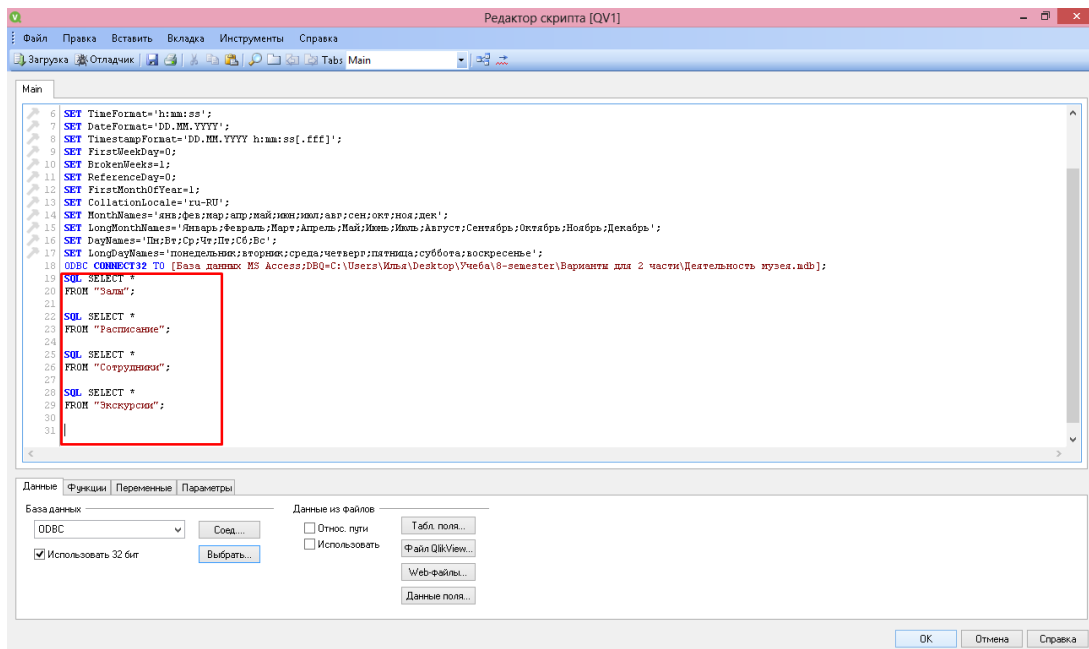 Редактор скрипта [QV1]
Файл Правка Вставить Вкладка Инструменты Справка
Загрузка Отладчик Tabs Main
Main
6 SET TimeFormat='h:mm:ss';
7 SET DateFormat='DD.MM.YYYY';
8 SET TimestampFormat='DD.MM.YYYY h:mm:ss[.fff]';
9 SET FirstWeekDay=0;
10 SET BrokenWeeks=1;
11 SET ReferenceDay=0;
12 SET FirstMonthOfYear=1;
13 SET CollationLocale='ru-RU';
14 SET MonthNames='янв;фев;мар;апр;май;июн;июл;авг;сен;окт;ноя;дек';
15 SET LongMonthNames='Январь;Февраль;Март;Апрель;Май;Июнь;Июль;Август;Сентябрь;Октябрь;Ноябрь;Декабрь';
16 SET DayNames='Пн;Вт;Ср;Чт;Пт;Сб;Вс';
17 SET LongDayNames='понедельник;вторник;среда;четверг;пятница;суббота;воскресенье';
18 ODBC CONNECT32 TO [База данных MS Access;DBQ=C:\Users\Илья\Desktop\Учеба\8-semester\Варианты для 2 части\Деятельность музея.mdb];
19 SQL SELECT *
20 FROM "Залы";
21
22 SQL SELECT *
23 FROM "Расписание";
24
25 SQL SELECT *
26 FROM "Сотрудники";
27
28 SQL SELECT *
29 FROM "Экскурсии";
30
31
Данные Функции Переменные Параметры
База данных
ODBC
Соед....
Использовать 32 бит
Выбрать...
Данные из файлов
Относ. пути
Использовать
Табл. поля...
Файл QlikView...
Web-файлы...
Данные поля...
OK Отмена Справка